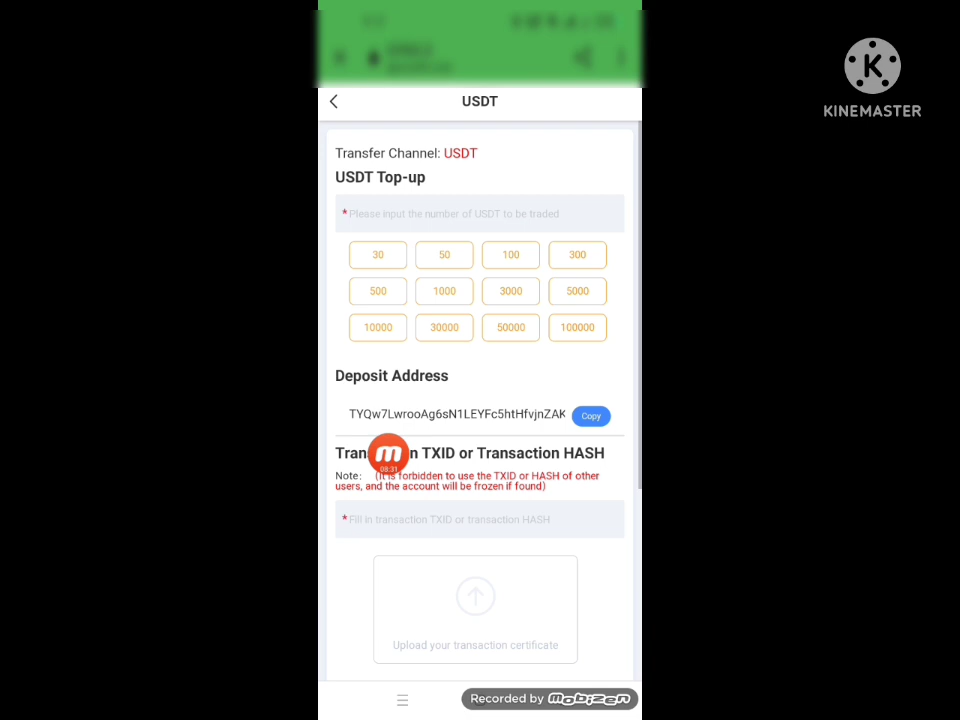 K
KINEMASTER
USDT
Transfer Channel: USDT
USDT Top-up
*Please input the number of USDT to be traded
30 50 100 300
500 1000 3000 5000
10000 30000 50000 100000
Deposit Address
TYQw7LwrooAg6sN1LEYFc5htHfvjnZAK Copy
Tran n TXID or Transaction HASH
08:31
Note: (It is forbidden to use the TXID or HASH of other
users, and the account will be frozen if found)
*Fill in transaction TXID or transaction HASH
Upload your transaction certificate
Recorded by mobizen